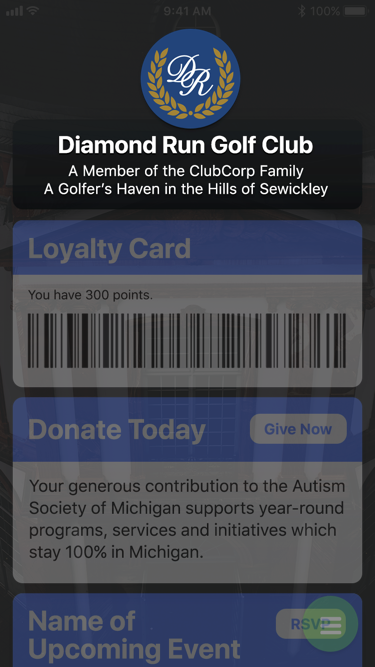 9:41 AM
100%
DR
Diamond Run Golf Club
A Member of the ClubCorp Family
A Golfer's Haven in the Hills of Sewickley
Loyalty Card
You have 300 points.
Donate Today
Give Now
Your generous contribution to the Autism
Society of Michigan supports year-round
programs, services and initiatives which
stay 100% in Michigan.
Name of
Upcoming Event
RSVP